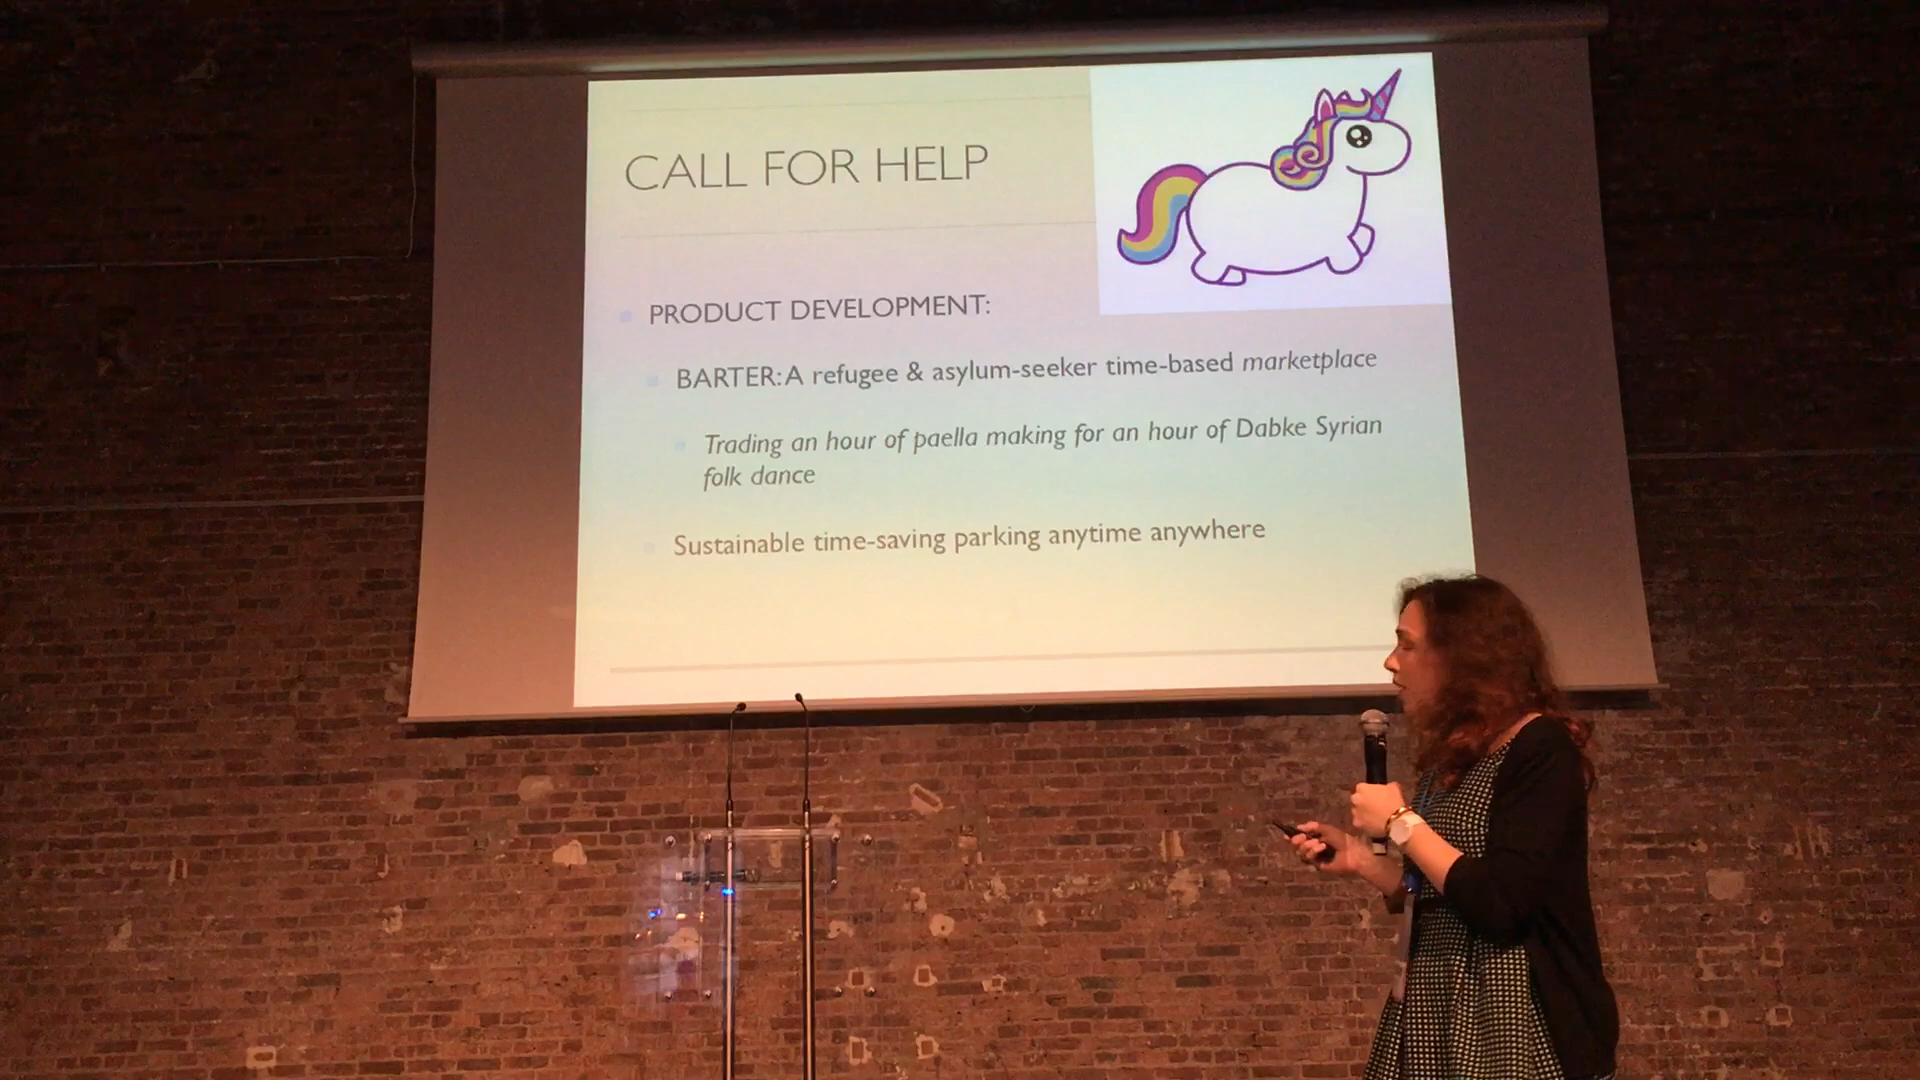 CALL FOR HELP
PRODUCT DEVELOPMENT:
BARTER: A refugee & asylum-seeker time-based marketplace
Trading an hour of paella making for an hour of Dabke Syrian
folk dance
Sustainable time-saving parking anytime anywhere